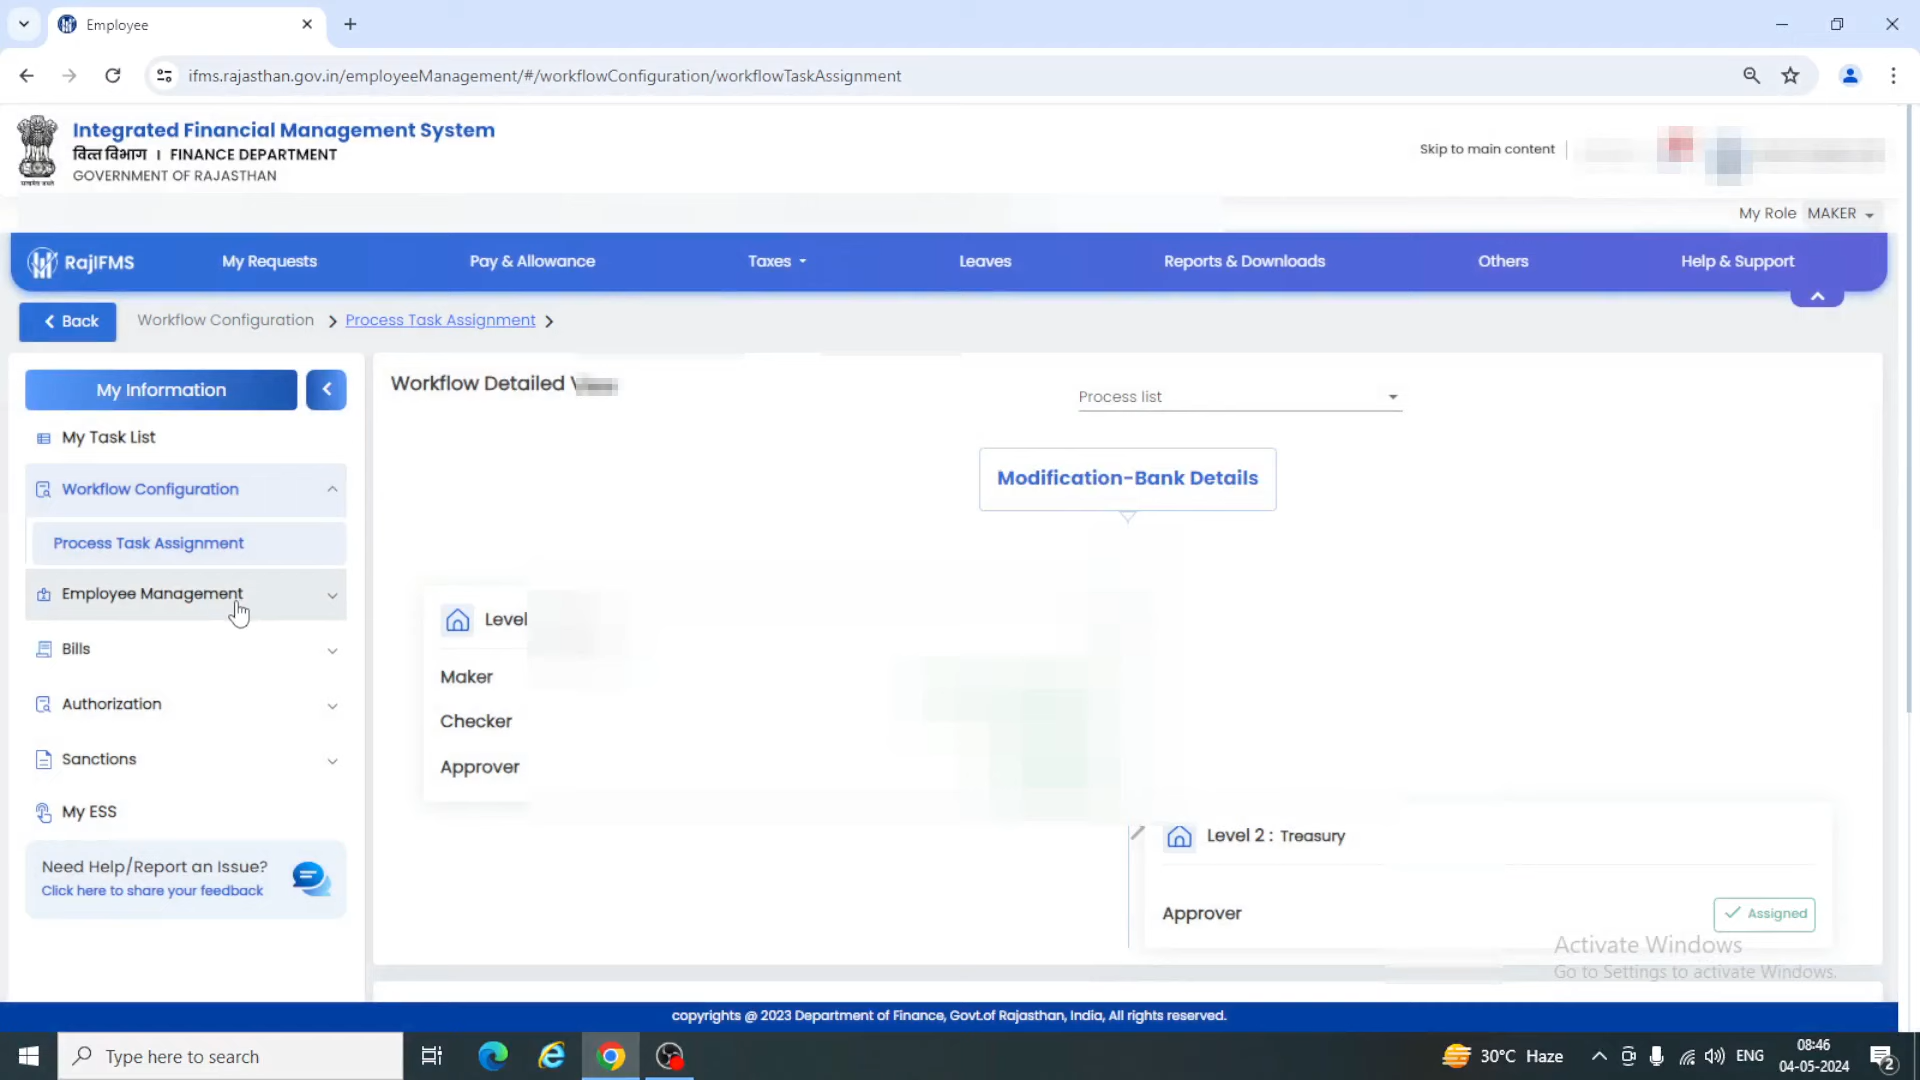 Employee
ifms.rajasthan.gov.in/employeeManagement/#/workflowConfiguration/workflowTaskAssignment
Integrated Financial Management System
वित्त विभाग | FINANCE DEPARTMENT
GOVERNMENT OF RAJASTHAN
Skip to main content
My Role MAKER
RajIFMS
My Requests
Pay & Allowance
Taxes
Leaves
Reports & Downloads
Others
Help & Support
Back
Workflow Configuration
Process Task Assignment
My Information
My Task List
Workflow Configuration
Process Task Assignment
Employee Management
Bills
Authorization
Sanctions
My ESS
Need Help/Report an Issue?
Click here to share your feedback
Workflow Detailed
Process list
Modification-Bank Details
Level
Maker
Checker
Approver
Level 2 : Treasury
Approver
Assigned
Activate Windows
Go to Settings to activate Windows.
copyrights @ 2023 Department of Finance, Govt.of Rajasthan, India, All rights reserved.
Type here to search
30°C Haze
ENG
08:46
04-05-2024
2